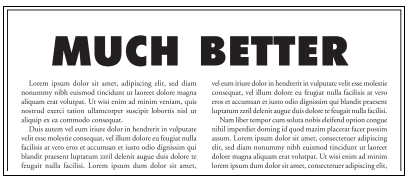 MUCH BETTER
Lorem ipsum dolor sit amet, adipiscing elit, sed diam
nonummy nibh euismod tincidunt ut laoreet dolore magna
aliquam erat volutpat. Ut wisi enim ad minim veniam, quis
nostrud exerci tation ullamcorper suscipit lobortis nisl ut
aliquip ex ea commodo consequat.
Duis autem vel eum iriure dolor in hendrerit in vulputate
velit esse molestie consequat, vel illum dolore eu feugiat nulla
facilisis at vero eros et accumsan et iusto odio dignissim qui
blandit praesent luptatum zzril delenit augue duis dolore te
feugait nulla facilisi. Lorem ipsum dolor sit amet,
vel eum iriure dolor in hendrerit in vulputate velit esse molestie
consequat, vel illum dolore eu feugiat nulla facilisis at vero
eros et accumsan et iusto odio dignissim qui blandit praesent
luptatum zzril delenit augue duis dolore te feugait nulla facilisi.
Nam liber tempor cum soluta nobis eleifend option congue
nihil imperdiet doming id quod mazim placerat facer possim
assum. Lorem ipsum dolor sit amet, consectetuer adipiscing
elit, sed diam nonummy nibh euismod tincidunt ut laoreet
dolore magna aliquam erat volutpat. Ut wisi enim ad minim
lorem ipsum dolor sit amet, consectetuer adipiscing elit,